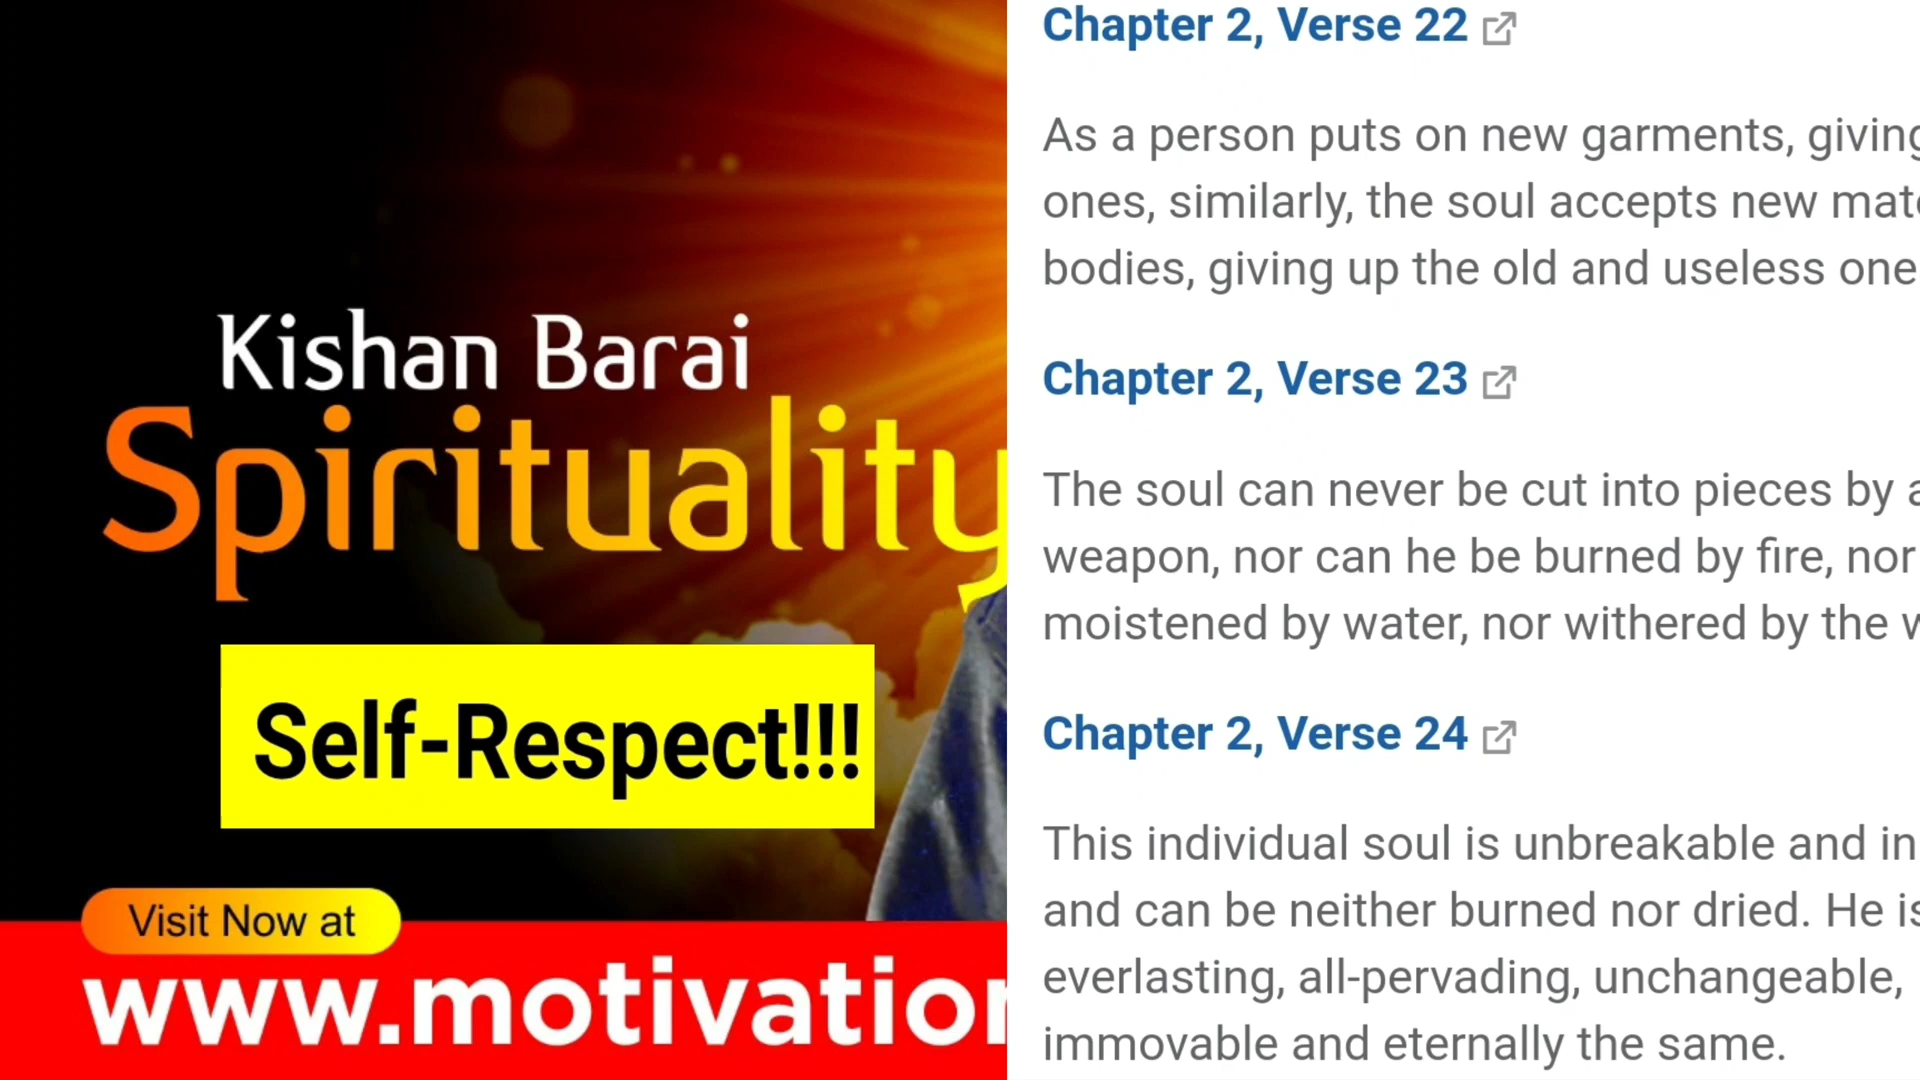 Kishan Barai
Spirituality
Self-Respect!!!
Visit Now at
www.motivation
Chapter 2, Verse 22
As a person puts on new garments, giving
ones, similarly, the soul accepts new
bodies, giving up the old and useless one
Chapter 2, Verse 23
The soul can never be cut into pieces by
weapon, nor can he be burned by fire, nor
moistened by water, nor withered by the
Chapter 2, Verse 24
This individual soul is unbreakable and
and can be neither burned nor dried. He is
everlasting, all-pervading, unchangeable,
immovable and eternally the same.